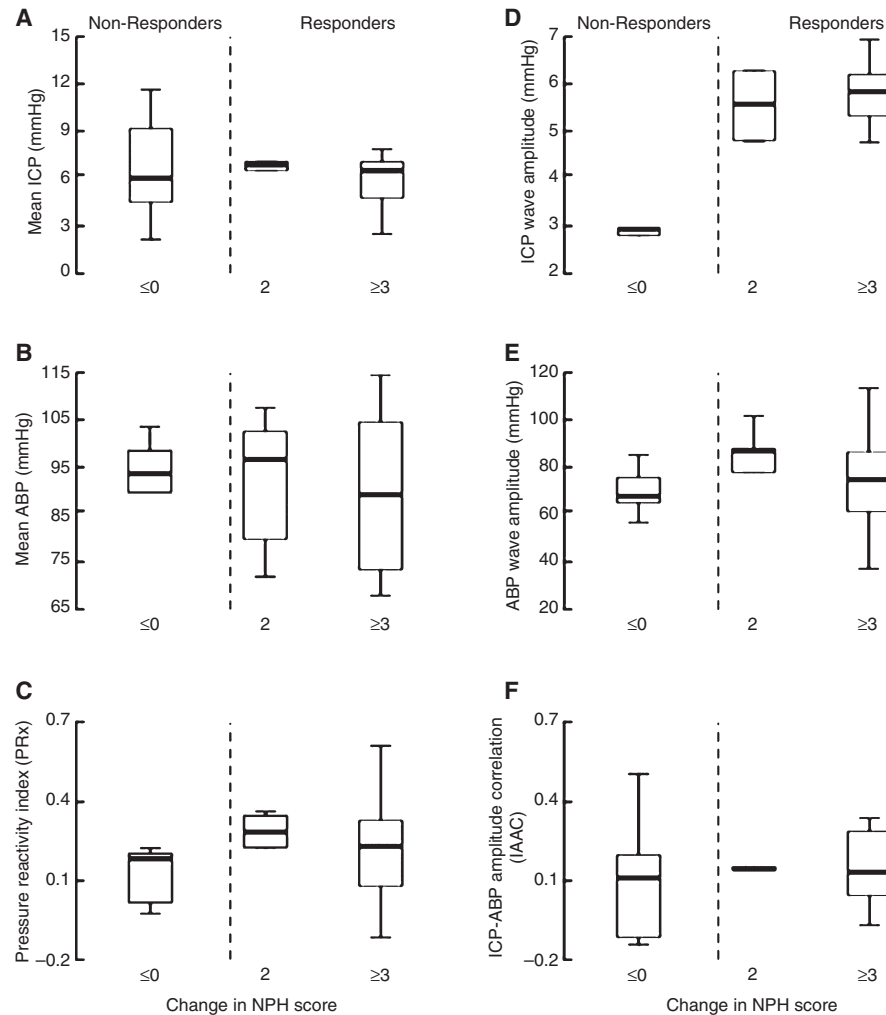 A
Non-Responders
Responders
Mean ICP (mmHg)
15
12
9
6
3
0
≤0
2
≥3
B
Mean ABP (mmHg)
115
105
95
85
75
65
≤0
2
≥3
C
Pressure reactivity index (PRx)
0.7
0.4
0.1
−0.2
≤0
2
≥3
Change in NPH score
D
Non-Responders
Responders
ICP wave amplitude (mmHg)
7
6
5
4
3
2
≤0
2
≥3
E
ABP wave amplitude (mmHg)
120
100
80
60
40
20
≤0
2
≥3
F
ICP-ABP amplitude correlation
(IAAC)
0.7
0.4
0.1
−0.2
≤0
2
≥3
Change in NPH score